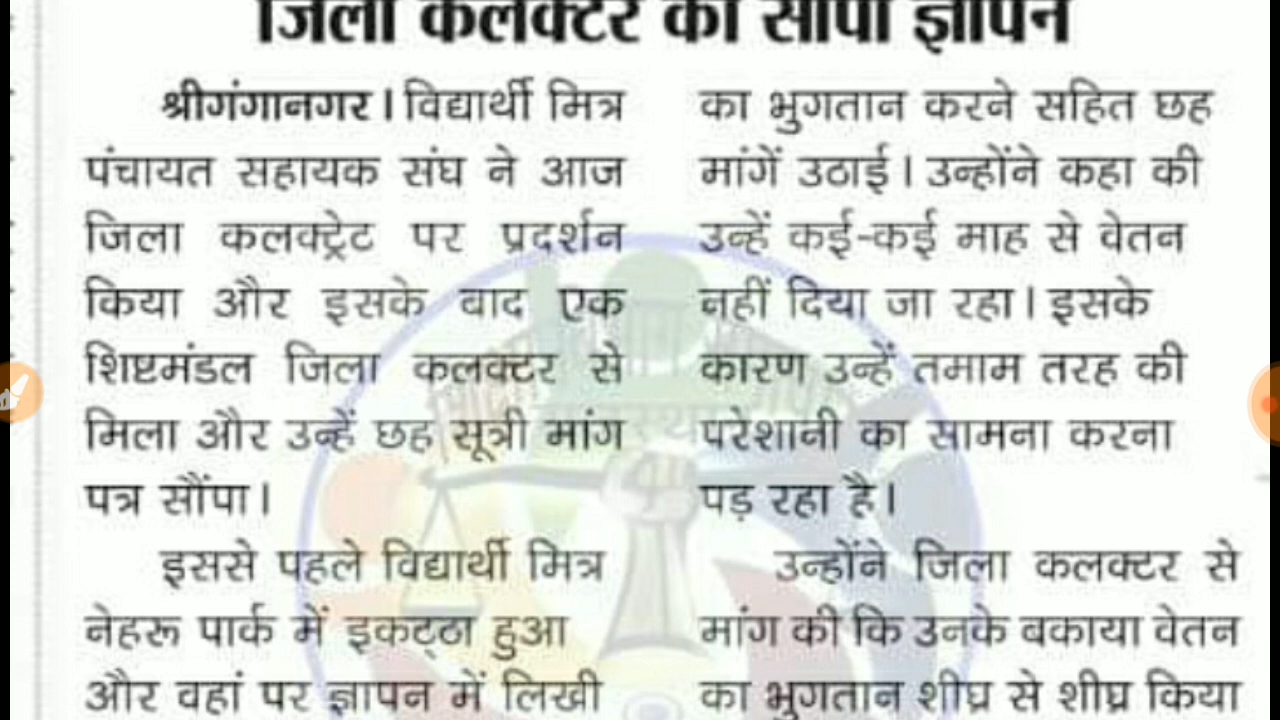 जिला कलक्टर को सौंपा ज्ञापन
श्रीगंगानगर। विद्यार्थी मित्र
पंचायत सहायक संघ ने आज
जिला कलक्ट्रेट पर प्रदर्शन
किया और इसके वाद एक
शिष्टमंडल जिला कलक्टर से
मिला और उन्हें छह सूत्री मांग
पत्र सौंपा।
इससे पहले विद्यार्थी मित्र
नेहरू पार्क में इकट्ठा हुआ
और वहां पर ज्ञापन में लिखी
का भुगतान करने सहित छह
मांगें उठाई। उन्होंने कहा की
उन्हें कई-कई माह से वेतन
नहीं दिया जा रहा। इसके
कारण उन्हें तमाम तरह की
परेशानी का सामना करना
पड़ रहा है।
उन्होंने जिला कलक्टर से
मांग की कि उनके बकाया वेतन
का भुगतान शीघ्र से शीघ्र किया